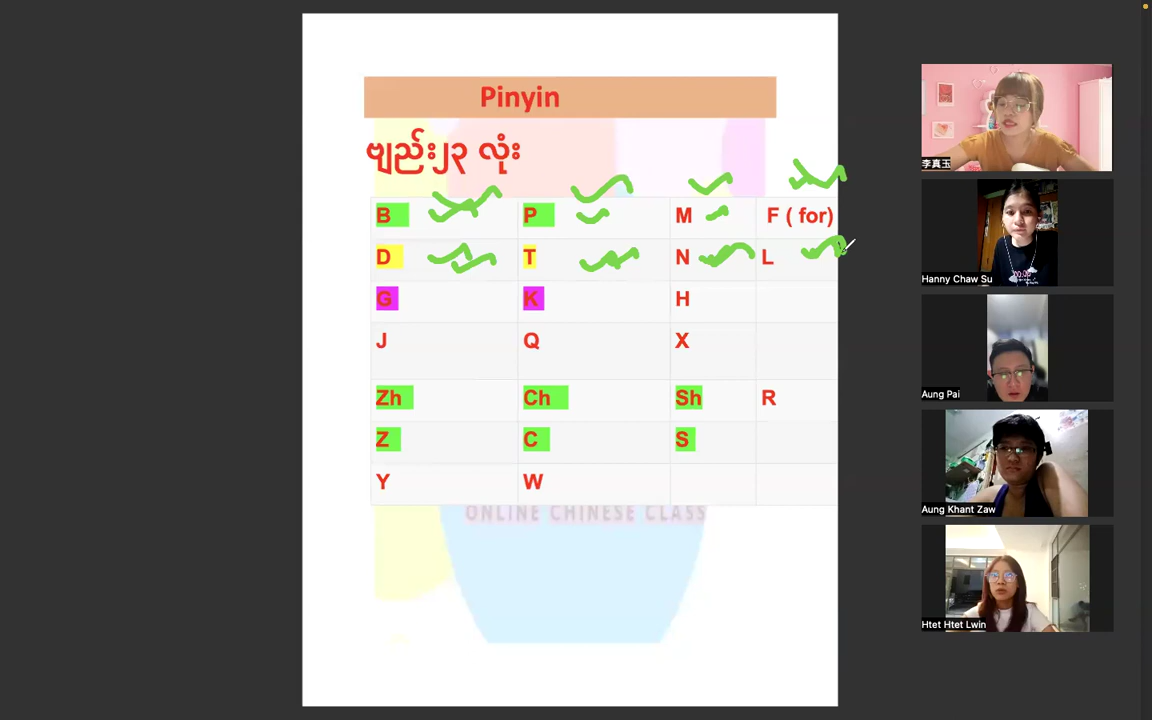 Pinyin
ဗျည်း၂၃ လုံး
B P M F ( for)
D T N L
G K H
J Q X
Zh Ch Sh R
Z C S
Y W
ONLINE CHINESE CLASS
李真玉
Hanny Chaw Su
Aung Pai
Aung Khant Zaw
Htet Htet Lwin